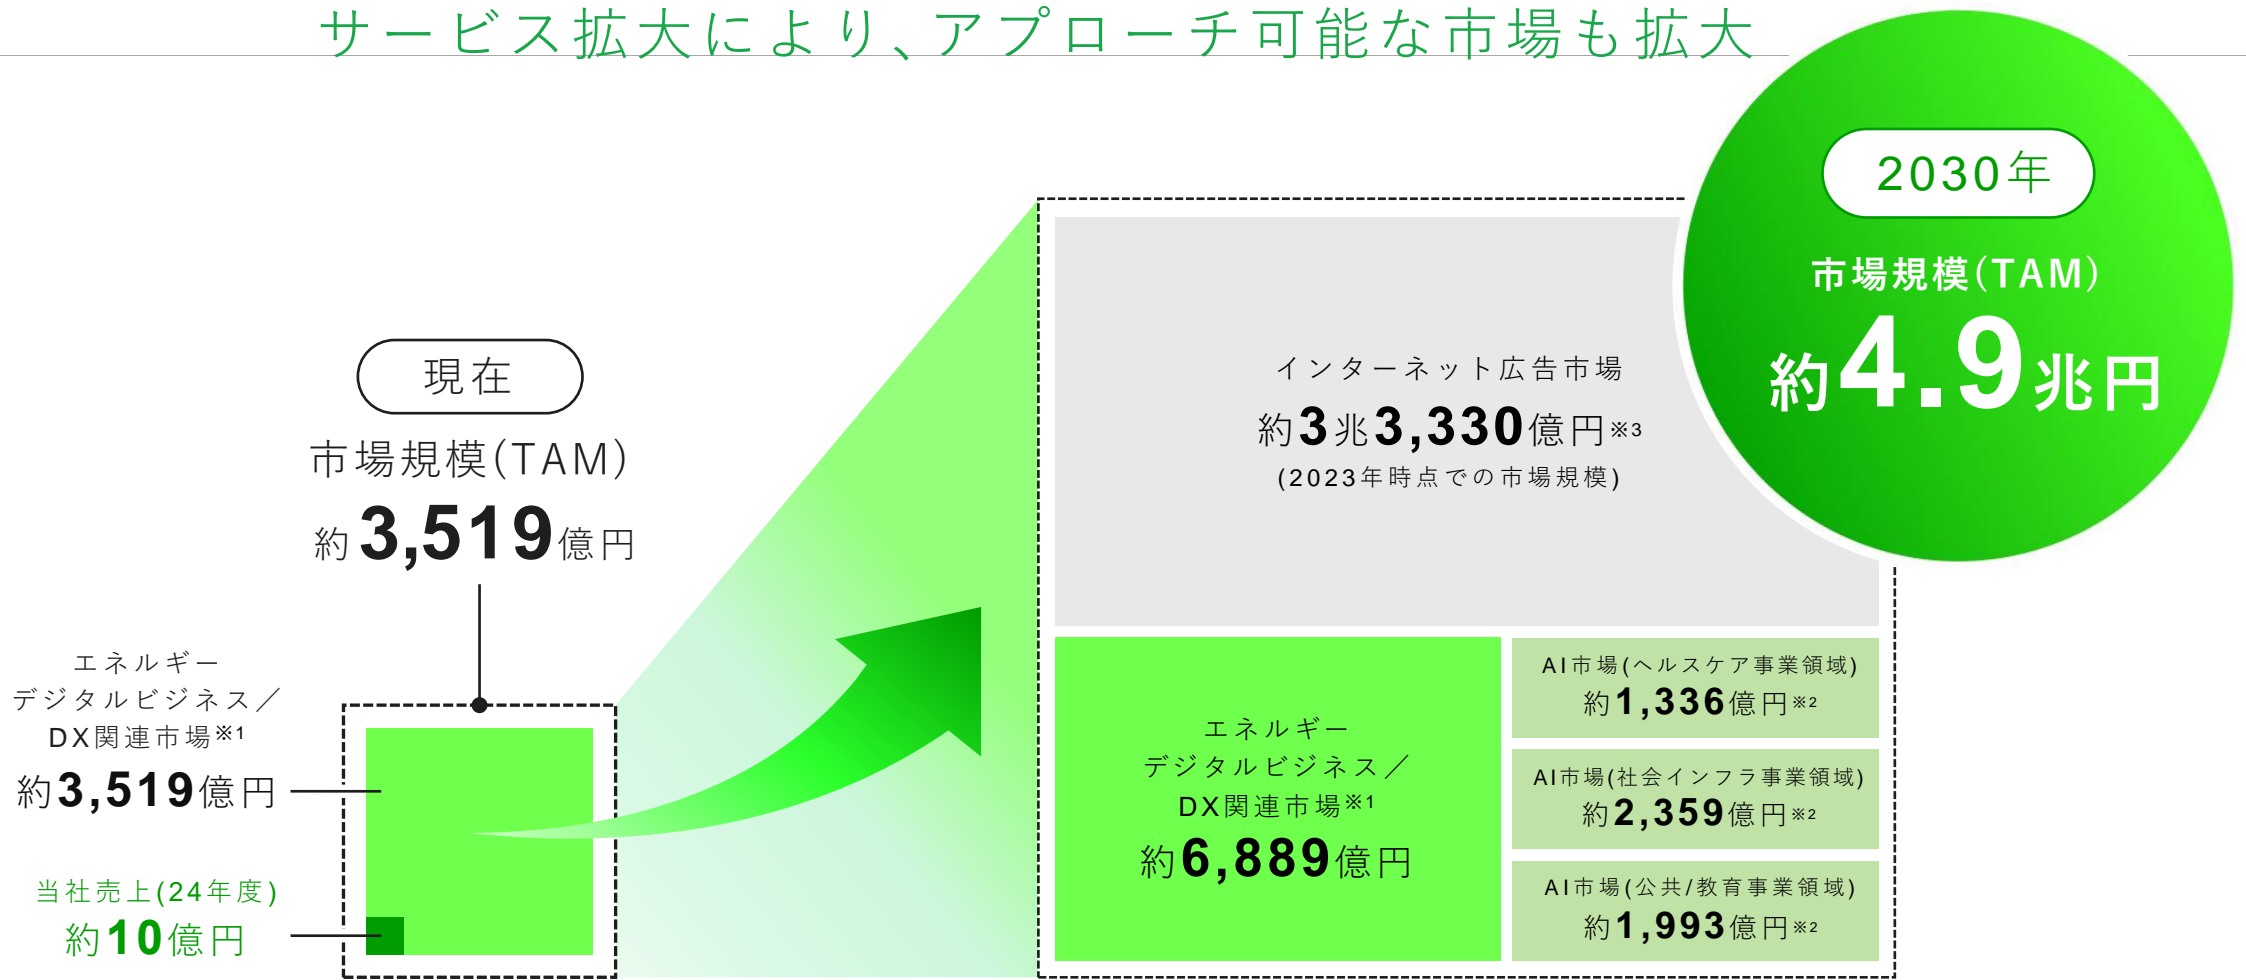 サービス拡大により、アプローチ可能な市場も拡大
2030年
市場規模(TAM)
約4.9兆円
現在
市場規模(TAM)
約3,519億円
エネルギー
デジタルビジネス／
DX関連市場※1
約3,519億円
当社売上(24年度)
約10億円
インターネット広告市場
約3兆3,330億円※3
(2023年時点での市場規模)
エネルギー
デジタルビジネス／
DX関連市場※1
約6,889億円
AI市場(ヘルスケア事業領域)
約1,336億円※2
AI市場(社会インフラ事業領域)
約2,359億円※2
AI市場(公共/教育事業領域)
約1,993億円※2